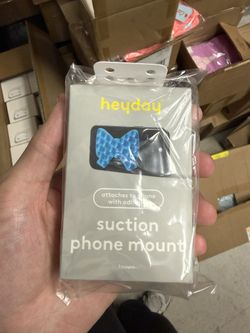 heyday
attaches to phone
with adhesive
suction
phone mount